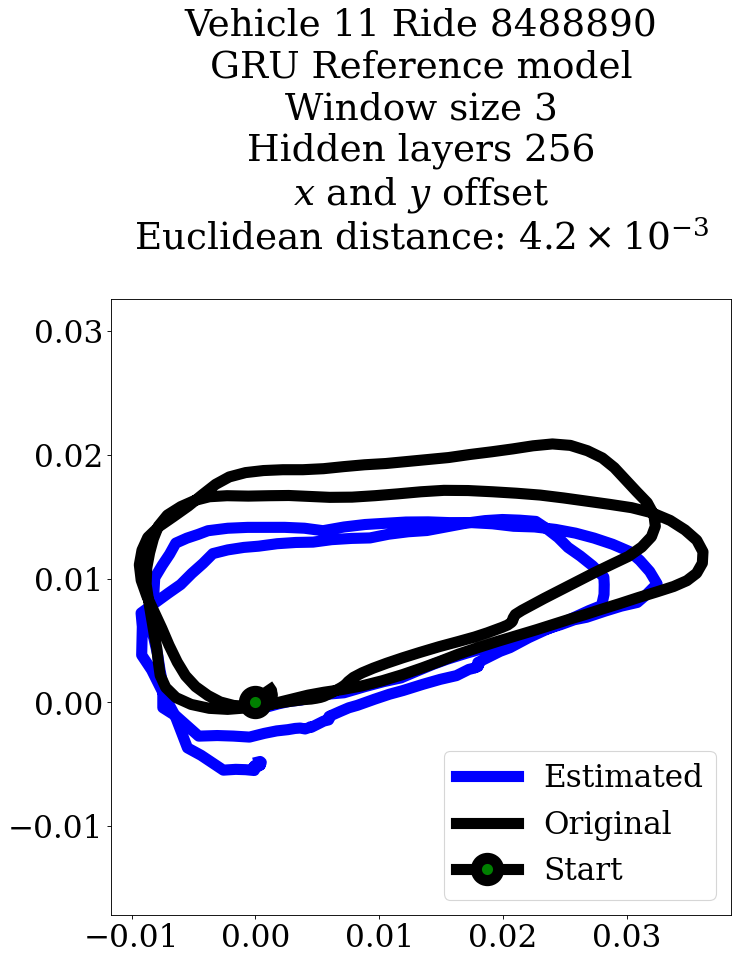 Vehicle 11 Ride 8488890
GRU Reference model
Window size 3
Hidden layers 256
x and y offset
Euclidean distance: 4.2 × 10⁻³
0.03
0.02
0.01
0.00
−0.01
Estimated
Original
Start
−0.01 0.00 0.01 0.02 0.03